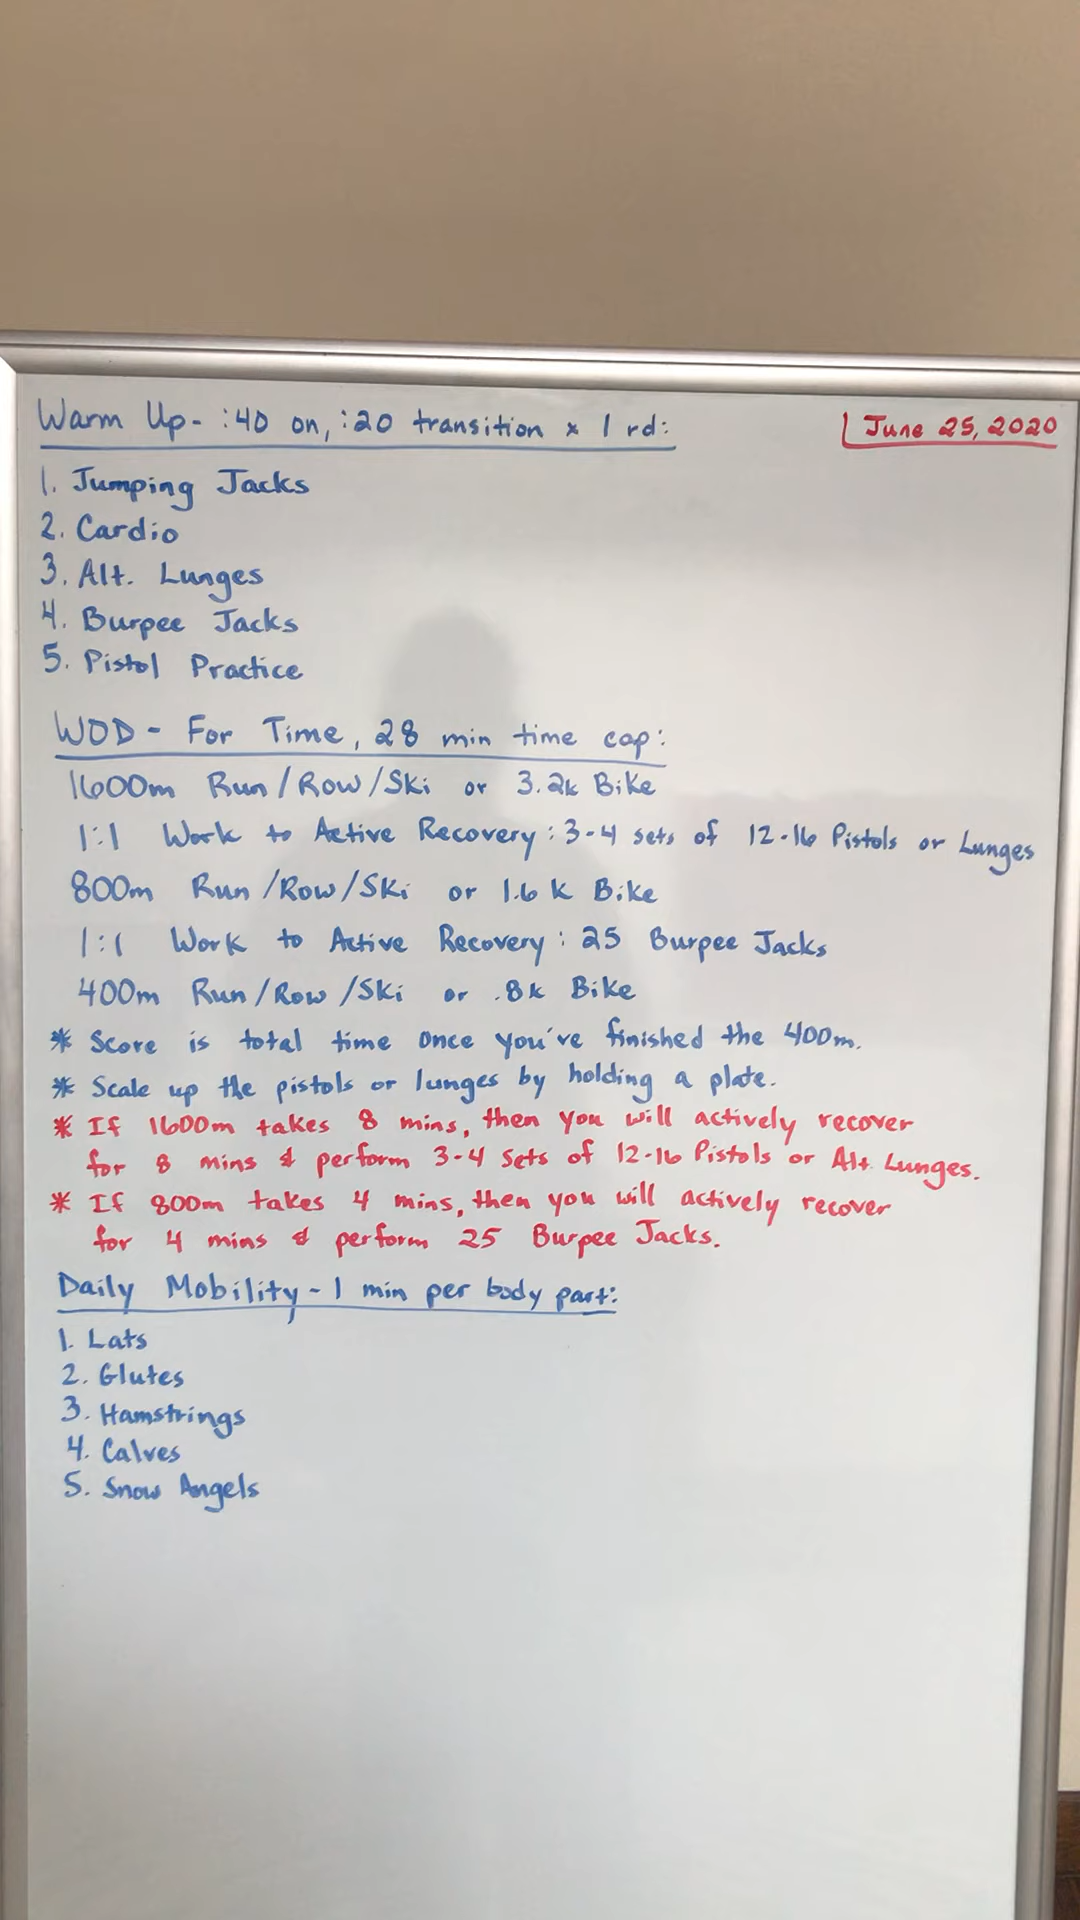 Warm Up- :40 on, :20 transition x 1 rd:
June 25, 2020
1. Jumping Jacks
2. Cardio
3. Alt. Lunges
4. Burpee Jacks
5. Pistol Practice
WOD - For Time, 28 min time cap:
1600m Run/Row/Ski or 3.2k Bike
1:1 Work to Active Recovery: 3-4 sets of 12-16 Pistols or Lunges
800m Run/Row/Ski or 1.6k Bike
1:1 Work to Active Recovery: 25 Burpee Jacks
400m Run/Row/Ski or .8k Bike
* Score is total time once you've finished the 400m.
* Scale up the pistols or lunges by holding a plate.
* If 1600m takes 8 mins, then you will actively recover
for 8 mins & perform 3-4 sets of 12-16 Pistols or Alt. Lunges.
* If 800m takes 4 mins, then you will actively recover
for 4 mins & perform 25 Burpee Jacks.
Daily Mobility - 1 min per body part:
1. Lats
2. Glutes
3. Hamstrings
4. Calves
5. Snow Angels